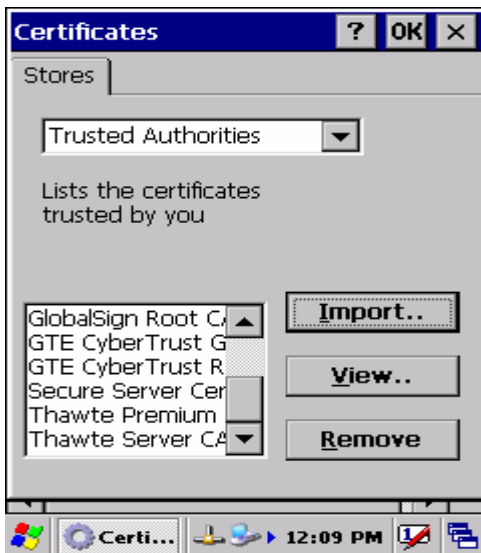 Certificates ? OK ×
Stores
Trusted Authorities
Lists the certificates
trusted by you
GlobalSign Root CA
GTE CyberTrust G
GTE CyberTrust R
Secure Server Cer
Thawte Premium
Thawte Server CA
Import..
View..
Remove
Certi... 12:09 PM